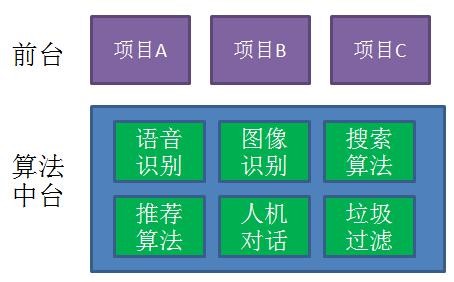 前台
项目A 项目B 项目C
算法
中台
语音
识别
图像
识别
搜索
算法
推荐
算法
人机
对话
垃圾
过滤